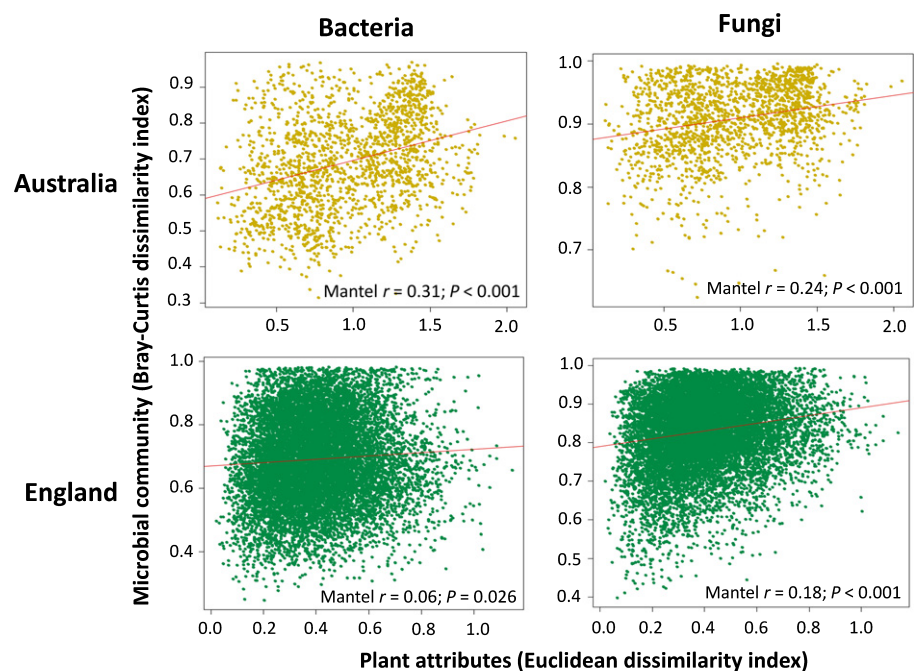 Bacteria
Fungi
Australia
England
Microbial community (Bray-Curtis dissimilarity index)
0.9
0.8
0.7
0.6
0.5
0.4
0.3
Mantel r = 0.31; P < 0.001
0.5 1.0 1.5 2.0
1.0
0.9
0.8
0.7
Mantel r = 0.24; P < 0.001
0.5 1.0 1.5 2.0
1.0
0.8
0.6
0.4
Mantel r = 0.06; P = 0.026
0.0 0.2 0.4 0.6 0.8 1.0
1.0
0.9
0.8
0.7
0.6
0.5
0.4
Mantel r = 0.18; P < 0.001
0.0 0.2 0.4 0.6 0.8 1.0
Plant attributes (Euclidean dissimilarity index)